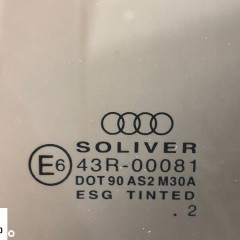 SOLIVER
E6 43R-00081
DOT 90 AS2 M30A
ESG TINTED
. 2